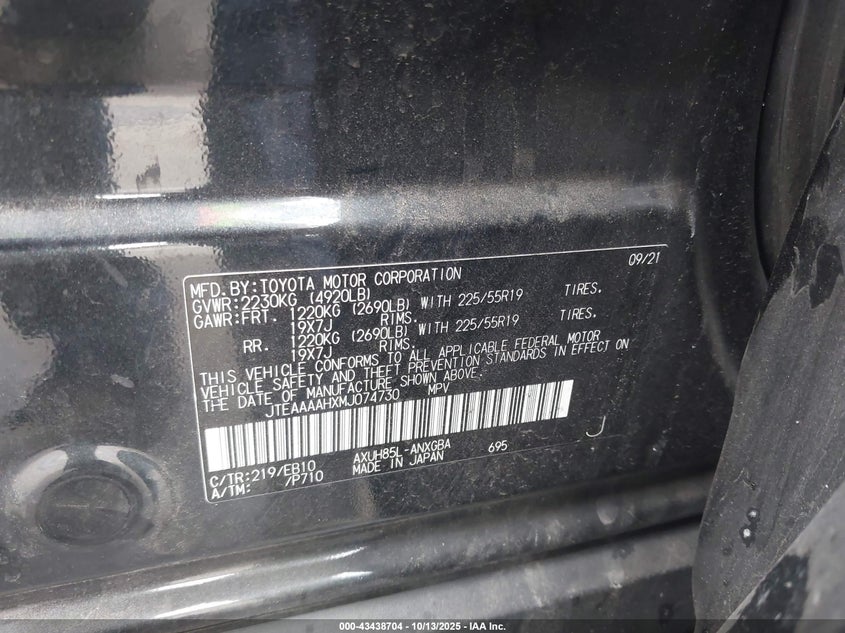 MFD.BY:TOYOTA MOTOR CORPORATION 09/21
GVWR:2230KG (4920LB)
GAWR:FRT. 1220KG (2690LB) WITH 225/55R19 TIRES.
19X7J RIMS.
RR. 1220KG (2690LB) WITH 225/55R19 TIRES.
19X7J RIMS.
THIS VEHICLE CONFORMS TO ALL APPLICABLE FEDERAL MOTOR
VEHICLE SAFETY AND THEFT PREVENTION STANDARDS IN EFFECT ON
THE DATE OF MANUFACTURE SHOWN ABOVE.
JTEAAAAHXMJ074730 MPV
C/TR:219/EB10 AXUH85L-ANXGBA 695 J
A/TM: /P710 MADE IN JAPAN
000-43438704 - 10/13/2025 - IAA Inc.